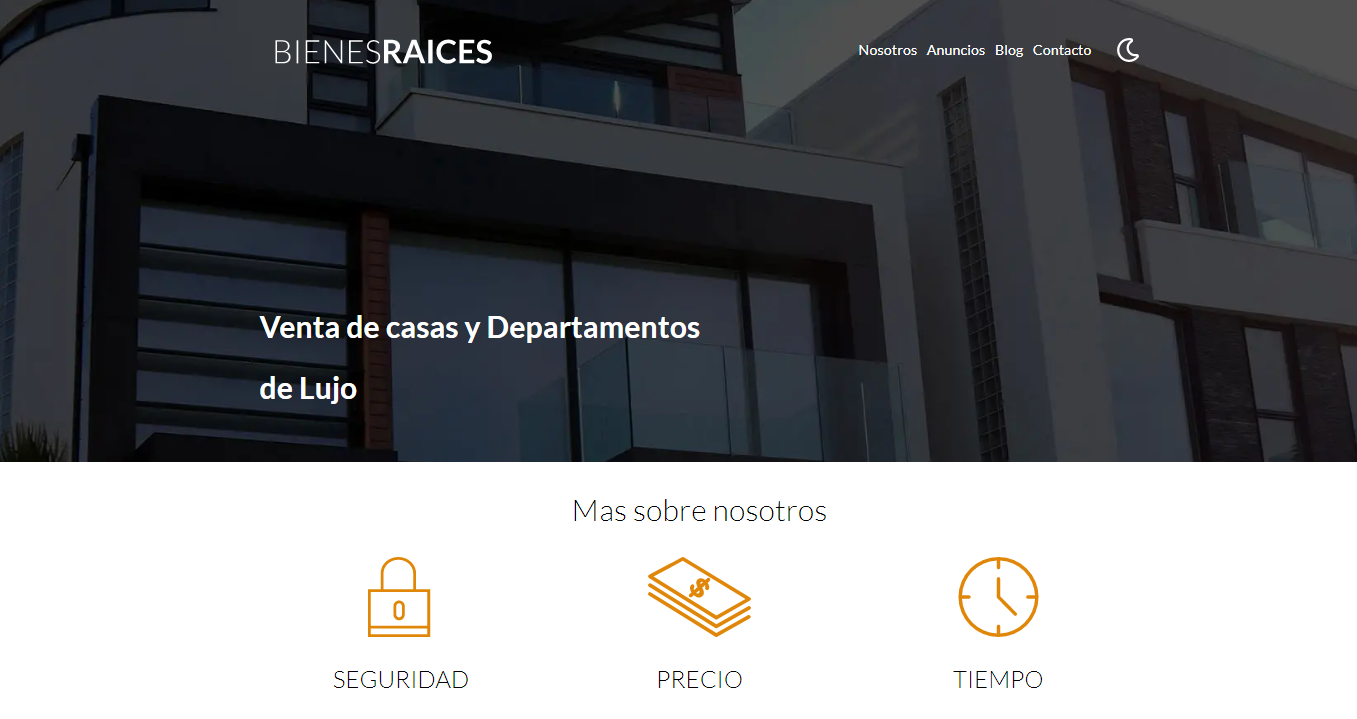 BIENESRAICES
Nosotros Anuncios Blog Contacto
Venta de casas y Departamentos
de Lujo
Mas sobre nosotros
SEGURIDAD PRECIO TIEMPO